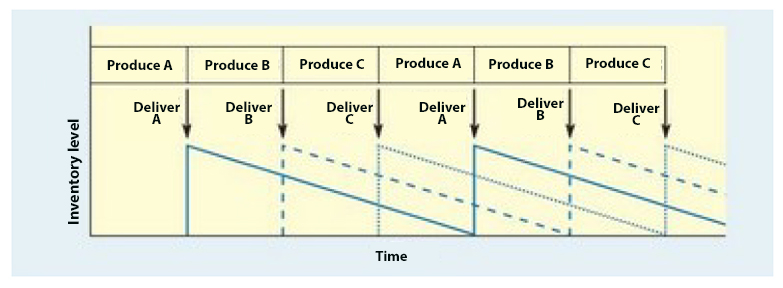 Produce A
Produce B
Produce C
Produce A
Produce B
Produce C
Deliver
A
Deliver
B
Deliver
C
Deliver
A
Deliver
B
Deliver
C
Inventory level
Time